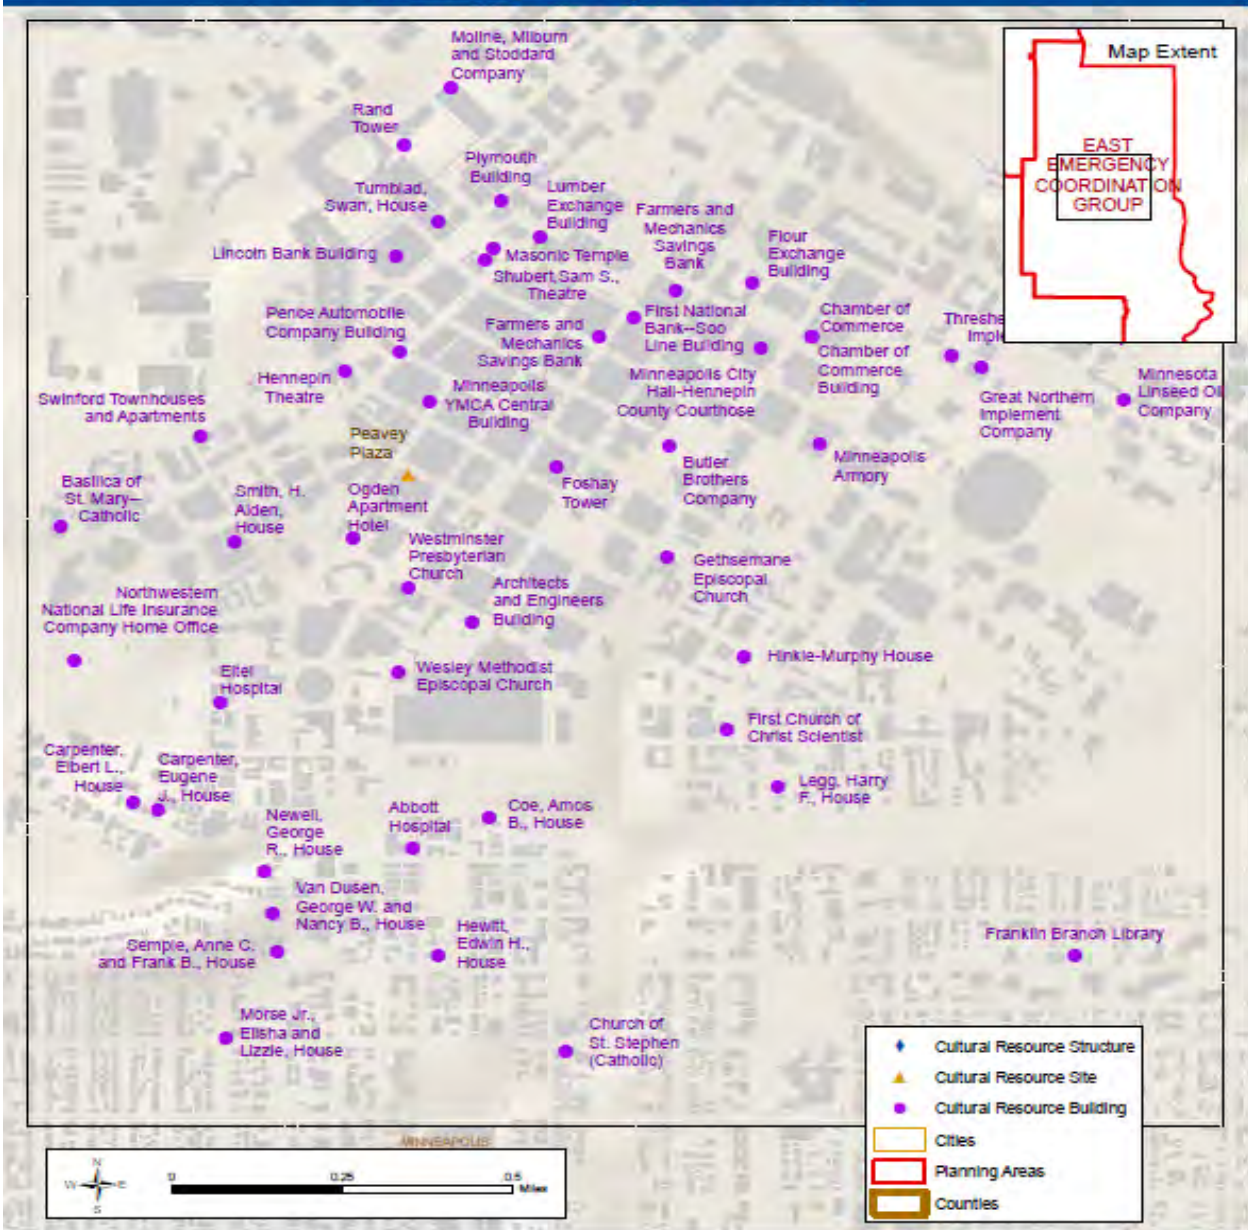 Moline, Milburn
and Stoddard
Company
Map Extent
EAST
EMERGENCY
COORDINATION
GROUP
Rand
Tower
Plymouth
Building
Turnblad,
Swan, House
Lumber
Exchange
Building
Farmers and
Mechanics
Savings
Bank
Flour
Exchange
Building
Lincoln Bank Building
Masonic Temple
Shubert, Sam S.,
Theatre
Pence Automobile
Company Building
Farmers and
Mechanics
Savings Bank
First National
Bank--Soo
Line Building
Chamber of
Commerce
Chamber of
Commerce
Building
Hennepin
Theatre
Minneapolis
YMCA Central
Building
Minneapolis City
Hall-Hennepin
County Courthose
Great Northern
Implement
Company
Minnesota
Linseed Oil
Company
Swinford Townhouses
and Apartments
Peavey
Plaza
Basilica of
St. Mary--
Catholic
Smith, H.
Alden,
House
Ogden
Apartment
Hotel
Foshay
Tower
Butler
Brothers
Company
Minneapolis
Armory
Westminster
Presbyterian
Church
Gethsemane
Episcopal
Church
Northwestern
National Life Insurance
Company Home Office
Architects
and Engineers
Building
Eitel
Hospital
Wesley Methodist
Episcopal Church
Hinkle-Murphy House
First Church of
Christ Scientist
Carpenter,
Elbert L.,
House
Carpenter,
Eugene
J., House
Legg, Harry
F., House
Newell,
George
R., House
Abbott
Hospital
Coe, Amos
B., House
Van Dusen,
George W. and
Nancy B., House
Semple, Anne C.
and Frank B., House
Hewitt,
Edwin H.,
House
Franklin Branch Library
Morse Jr.,
Elisha and
Lizzie, House
Church of
St. Stephen
(Catholic)
Cultural Resource Structure
Cultural Resource Site
Cultural Resource Building
Cities
Planning Areas
Counties
MINNEAPOLIS
N
W
E
S
0
0.25
0.5
Miles